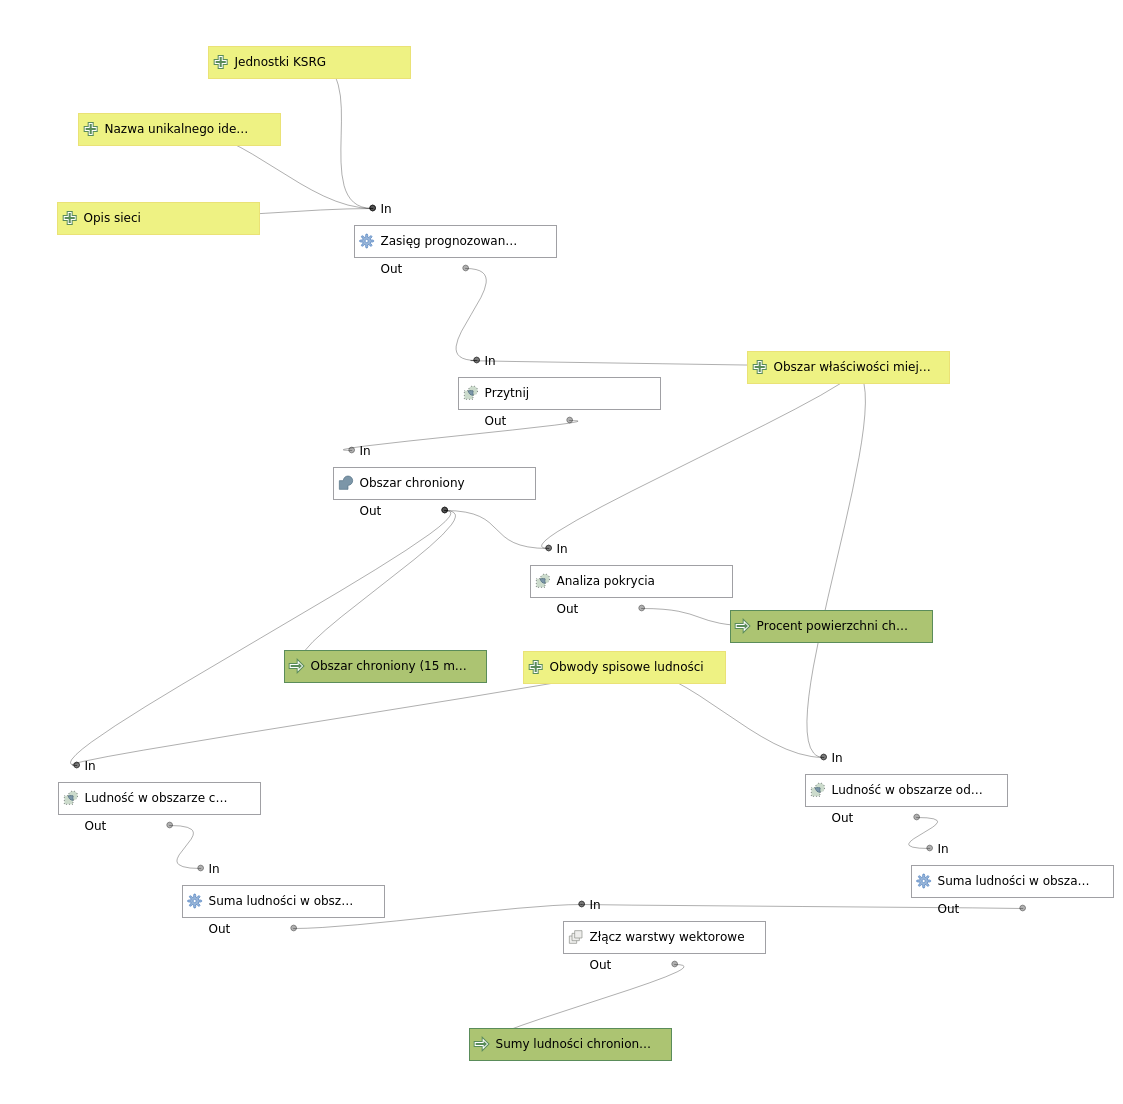 Jednostki KSRG
Nazwa unikalnego ide…
In
Opis sieci
Zasięg prognozowan…
Out
In
Obszar właściwości miej…
Przytnij
Out
In
Obszar chroniony
Out
In
Analiza pokrycia
Out
Procent powierzchni ch…
Obszar chroniony (15 m…
Obwody spisowe ludności
In
In
Ludność w obszarze c…
Ludność w obszarze od…
Out
Out
In
In
Suma ludności w obsz…
Suma ludności w obsza…
In
Out
Out
Złącz warstwy wektorowe
Out
Sumy ludności chronion…